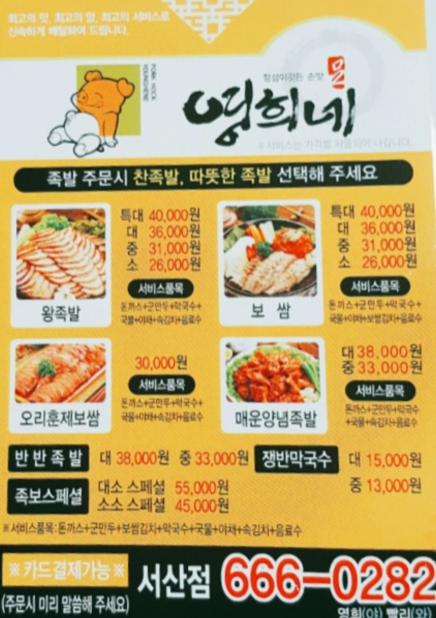 최고의 맛, 최고의 양, 최고의 서비스로
신속하게 배달하여 드립니다.
정성이깃든 손맛
영희네
※ 서비스는 가격별 차등되어 나갑니다.
족발 주문시 찬족발, 따뜻한 족발 선택해 주세요
왕족발
특대 40,000원
대 36,000원
중 31,000원
소 26,000원
서비스품목
돈까스+군만두+막국수+
국물+야채+속김치+음료수
보 쌈
특대 40,000원
대 36,000원
중 31,000원
소 26,000원
서비스품목
돈까스+군만두+막국수+
국물+야채+보쌈김치+음료수
오리훈제보쌈
30,000원
서비스품목
돈까스+군만두+막국수+
국물+야채+속김치+음료수
매운양념족발
대 38,000원
중 33,000원
서비스품목
돈까스+군만두+막국수
+국물+야채+속김치+음료수
반 반 족 발 대 38,000원 중 33,000원
쟁반막국수 대 15,000원
중 13,000원
족보스페셜 대소 스페셜 55,000원
소소 스페셜 45,000원
※서비스품목:돈까스+군만두+보쌈김치+막국수+국물+야채+속김치+음료수
※카드결제가능※
(주문시 미리 말씀해 주세요)
서산점 666-0282
영희(야) 빨리(와)